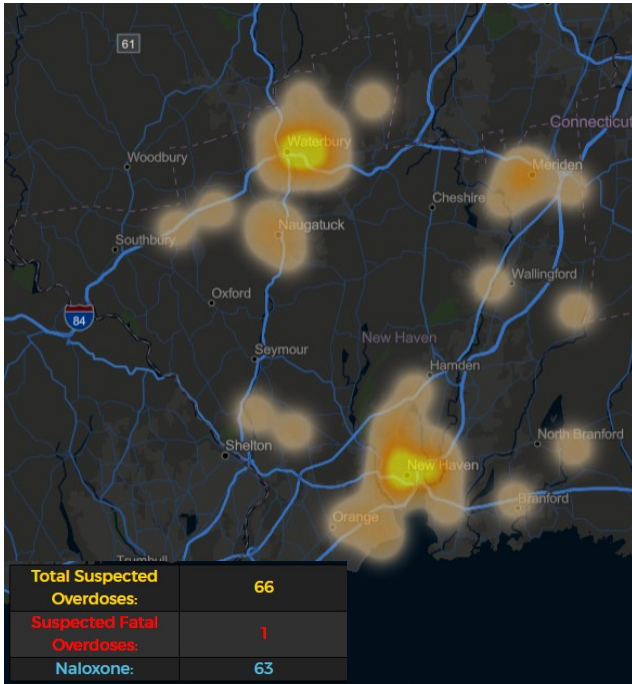 61
Waterbury
Connecticut
Woodbury
Meriden
Cheshire
Naugatuck
Southbury
Wallingford
Oxford
84
New Haven
Seymour
Hamden
North Branford
Shelton
New Haven
Branford
Orange
Trumbull
Total Suspected
Overdoses:
66
Suspected Fatal
Overdoses:
1
Naloxone:
63